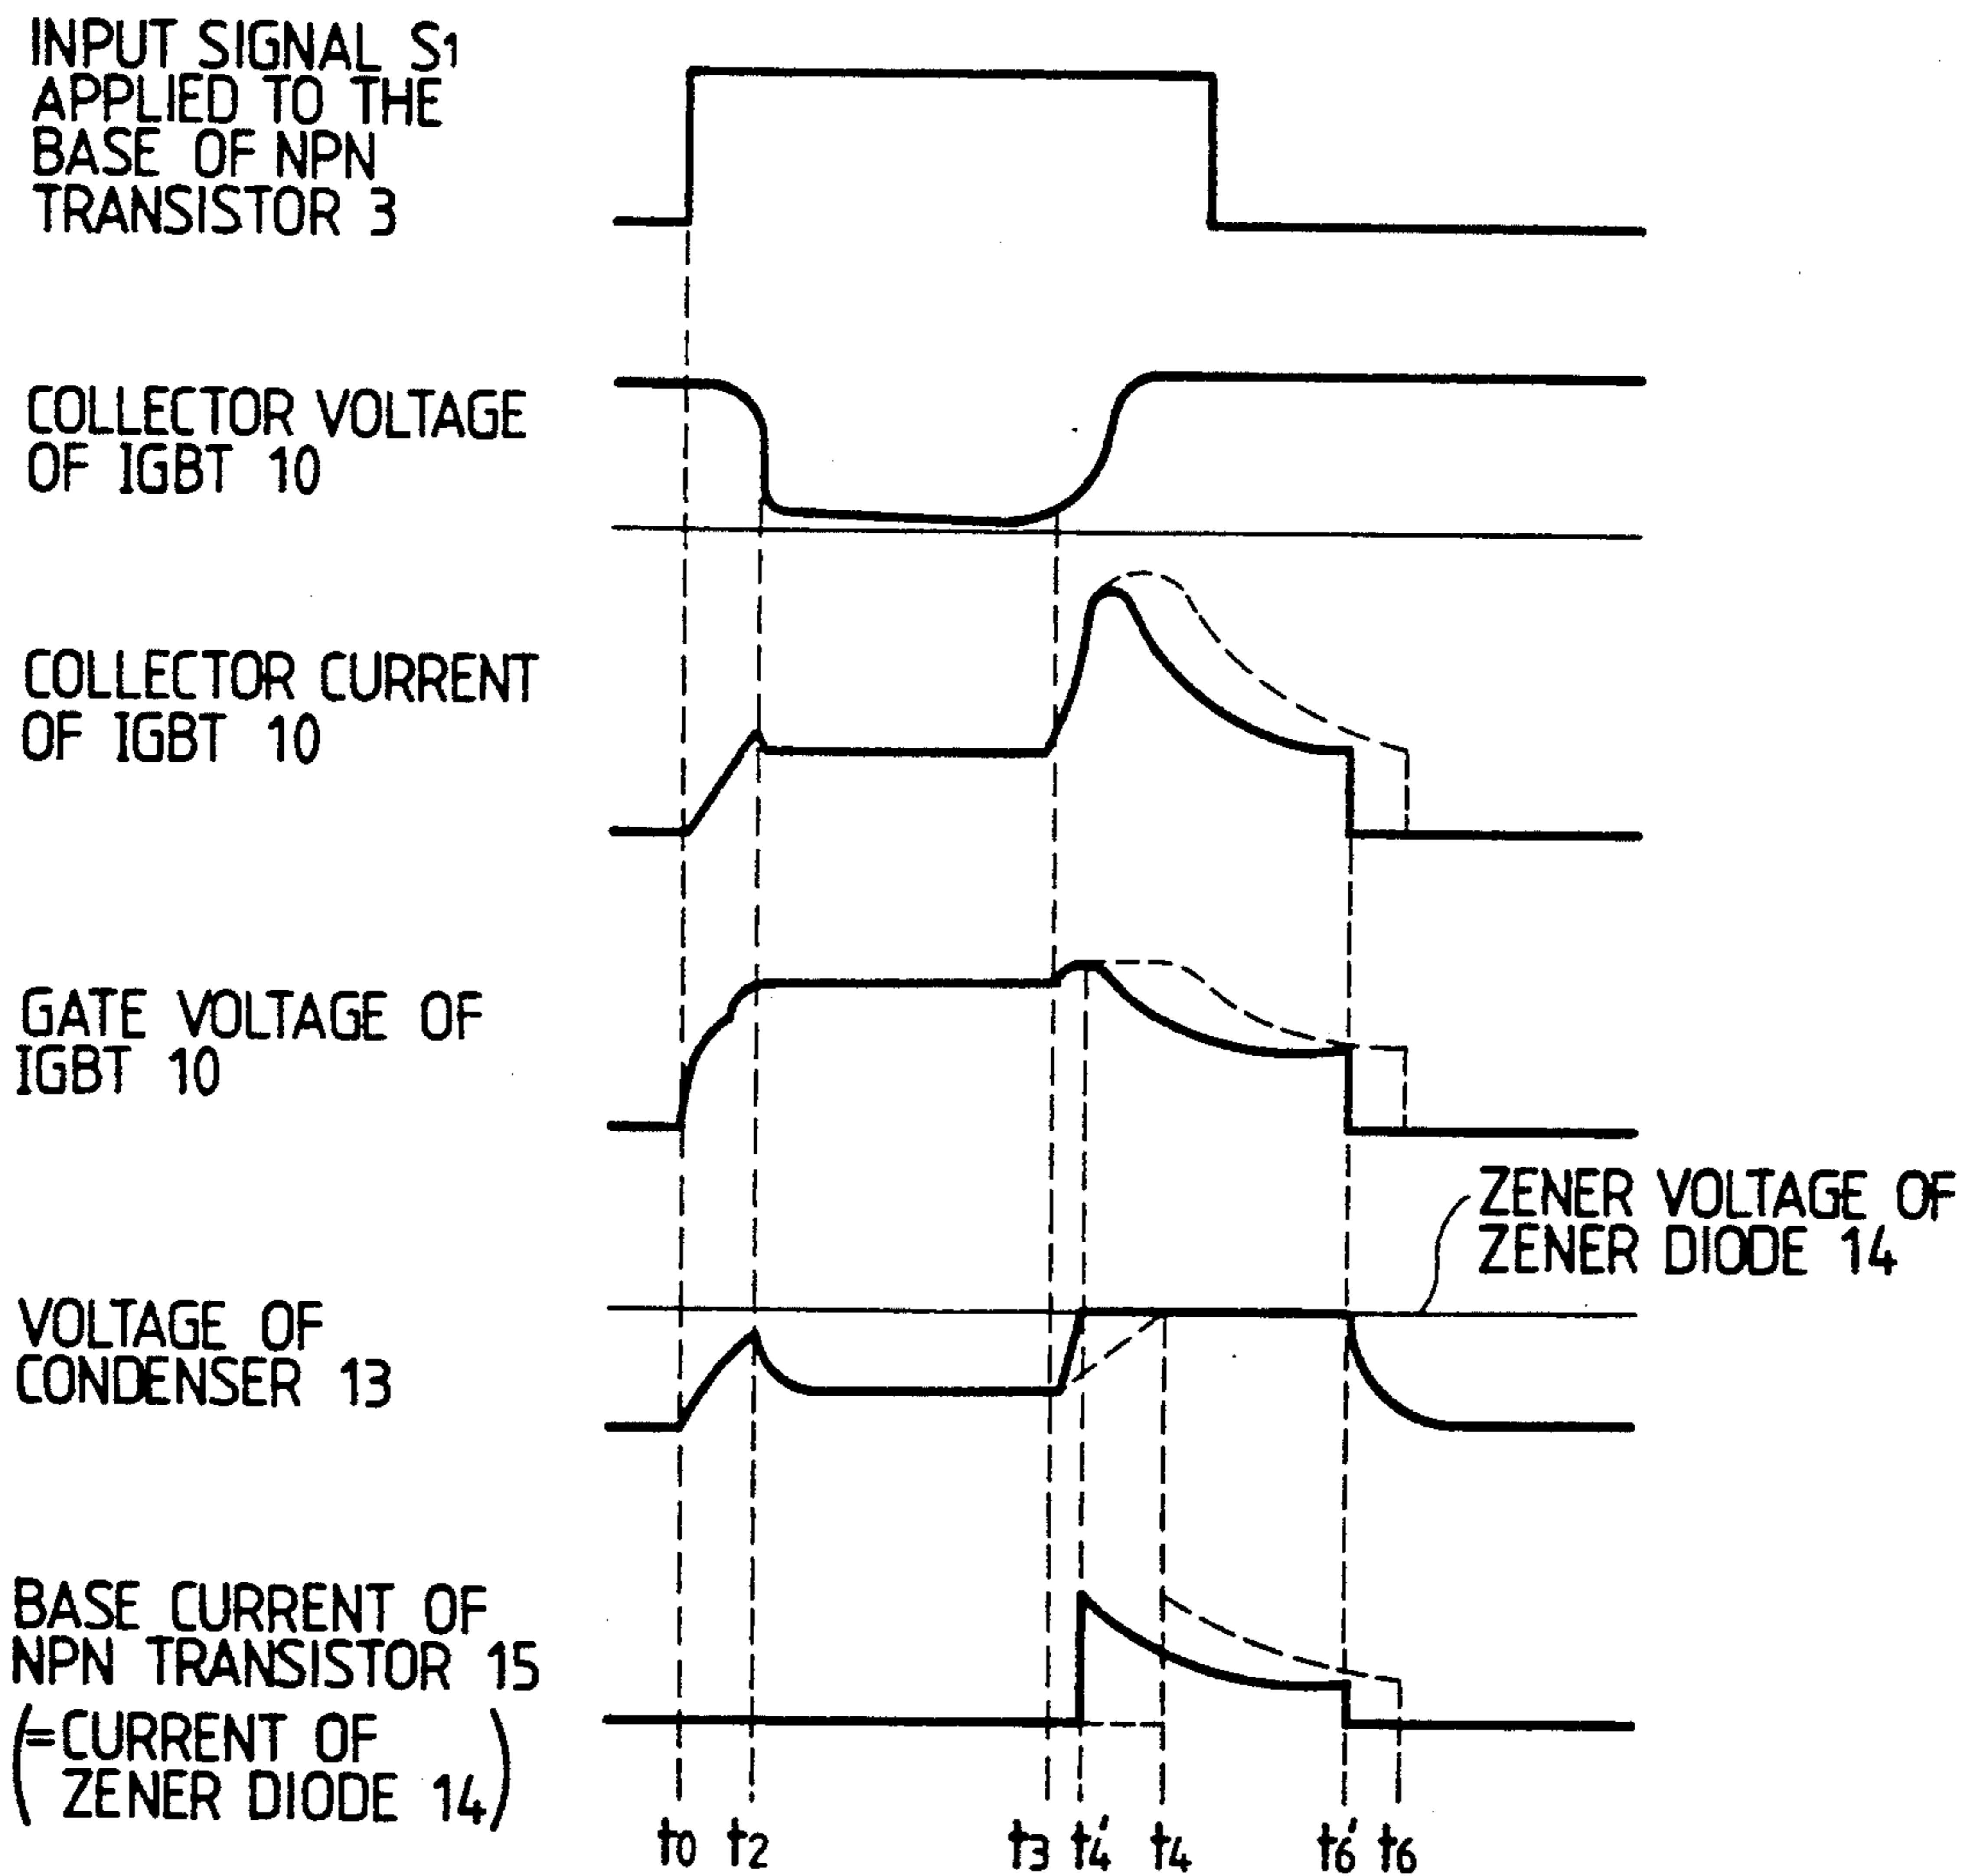 INPUT SIGNAL S1
APPLIED TO THE
BASE OF NPN
TRANSISTOR 3
COLLECTOR VOLTAGE
OF IGBT 10
COLLECTOR CURRENT
OF IGBT 10
GATE VOLTAGE OF
IGBT 10
ZENER VOLTAGE OF
ZENER DIODE 14
VOLTAGE OF
CONDENSER 13
BASE CURRENT OF
NPN TRANSISTOR 15
(=CURRENT OF
ZENER DIODE 14)
t0 t2 t3 t4' t4 t6' t6